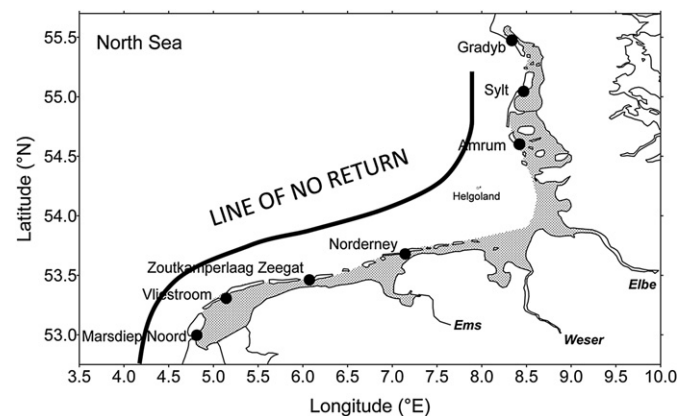 North Sea
Gradyb
Sylt
Amrum
LINE OF NO RETURN
Helgoland
Norderney
Zoutkamperlaag Zeegat
Vliestroom
Marsdiep Noord
Elbe
Ems
Weser
55.5
55.0
54.5
54.0
53.5
53.0
Latitude (°N)
3.5 4.0 4.5 5.0 5.5 6.0 6.5 7.0 7.5 8.0 8.5 9.0 9.5 10.0
Longitude (°E)